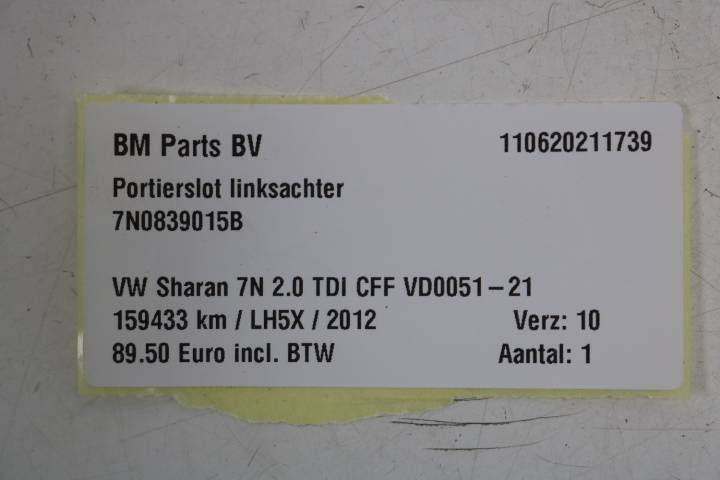 BM Parts BV 110620211739
Portierslot linksachter
7N0839015B
VW Sharan 7N 2.0 TDI CFF VD0051-21
159433 km / LH5X / 2012 Verz: 10
89.50 Euro incl. BTW Aantal: 1